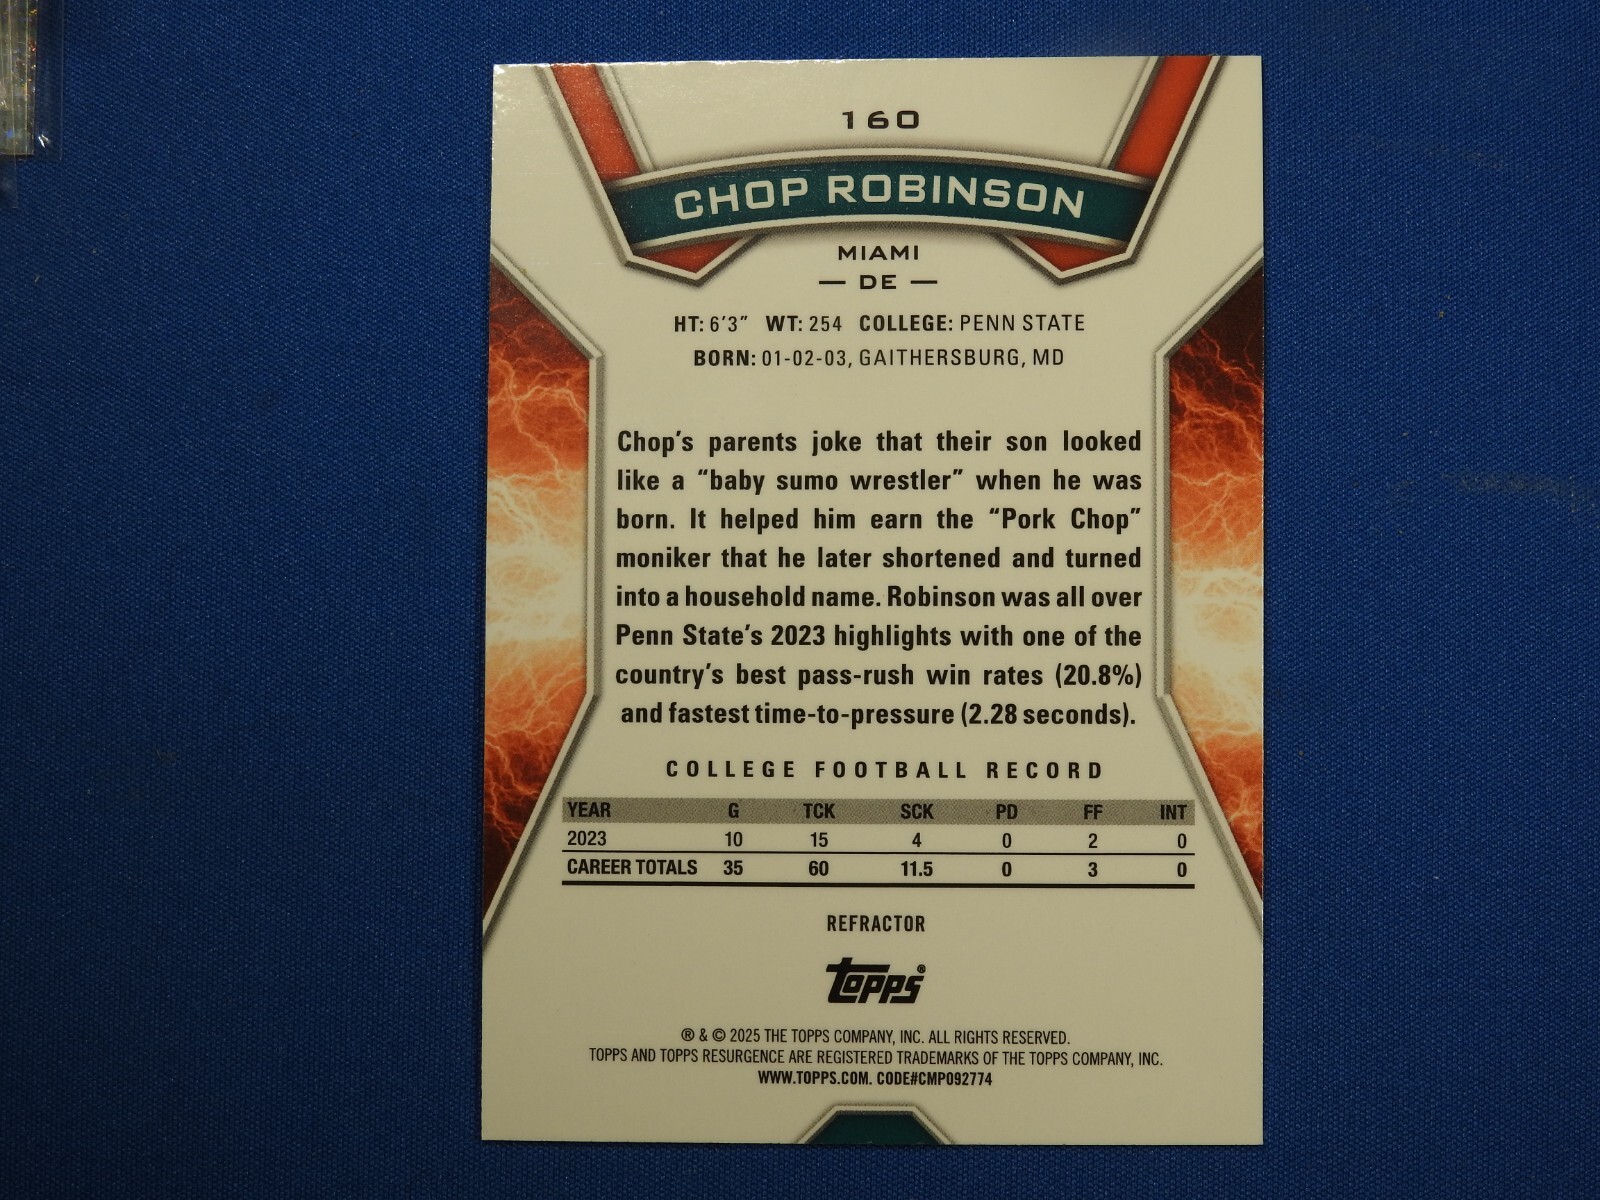 160
CHOP ROBINSON
MIAMI
— DE —
HT: 6'3" WT: 254 COLLEGE: PENN STATE
BORN: 01-02-03, GAITHERSBURG, MD
Chop's parents joke that their son looked
like a "baby sumo wrestler" when he was
born. It helped him earn the "Pork Chop"
moniker that he later shortened and turned
into a household name. Robinson was all over
Penn State's 2023 highlights with one of the
country's best pass-rush win rates (20.8%)
and fastest time-to-pressure (2.28 seconds).
COLLEGE FOOTBALL RECORD
YEAR G TCK SCK PD FF INT
2023 10 15 4 0 2 0
CAREER TOTALS 35 60 11.5 0 3 0
REFRACTOR
Topps®
® & © 2025 THE TOPPS COMPANY, INC. ALL RIGHTS RESERVED.
TOPPS AND TOPPS RESURGENCE ARE REGISTERED TRADEMARKS OF THE TOPPS COMPANY, INC.
WWW.TOPPS.COM. CODE#CMP092774